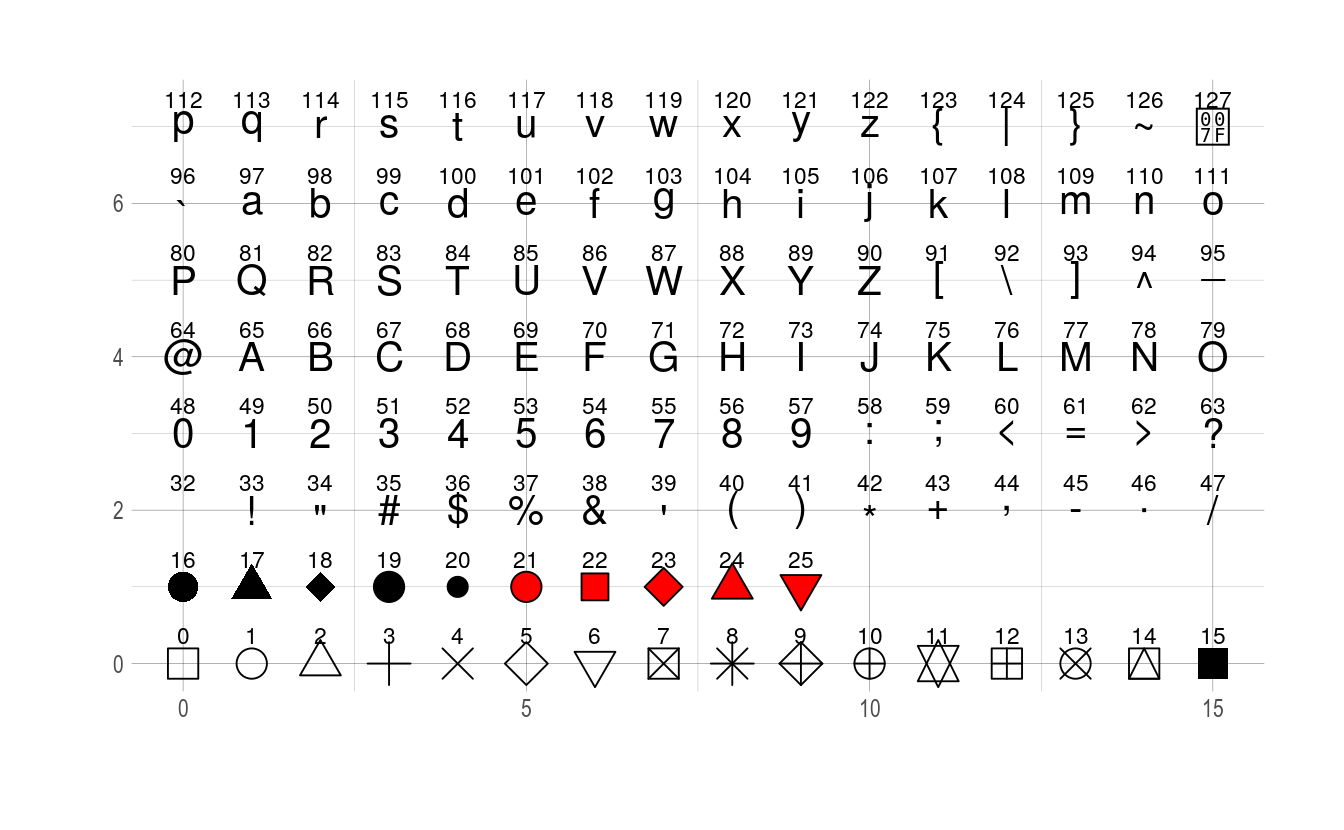 112 113 114 115 116 117 118 119 120 121 122 123 124 125 126 127
p q r s t u v w x y z { | } ~ 007F
96 97 98 99 100 101 102 103 104 105 106 107 108 109 110 111
6 ` a b c d e f g h i j k l m n o
80 81 82 83 84 85 86 87 88 89 90 91 92 93 94 95
P Q R S T U V W X Y Z [ \ ] ^ _
64 65 66 67 68 69 70 71 72 73 74 75 76 77 78 79
4 @ A B C D E F G H I J K L M N O
48 49 50 51 52 53 54 55 56 57 58 59 60 61 62 63
0 1 2 3 4 5 6 7 8 9 : ; < = > ?
32 33 34 35 36 37 38 39 40 41 42 43 44 45 46 47
2 ! " # $ % & ' ( ) * + , - . /
16 17 18 19 20 21 22 23 24 25
0 1 2 3 4 5 6 7 8 9 10 11 12 13 14 15
0
0 5 10 15